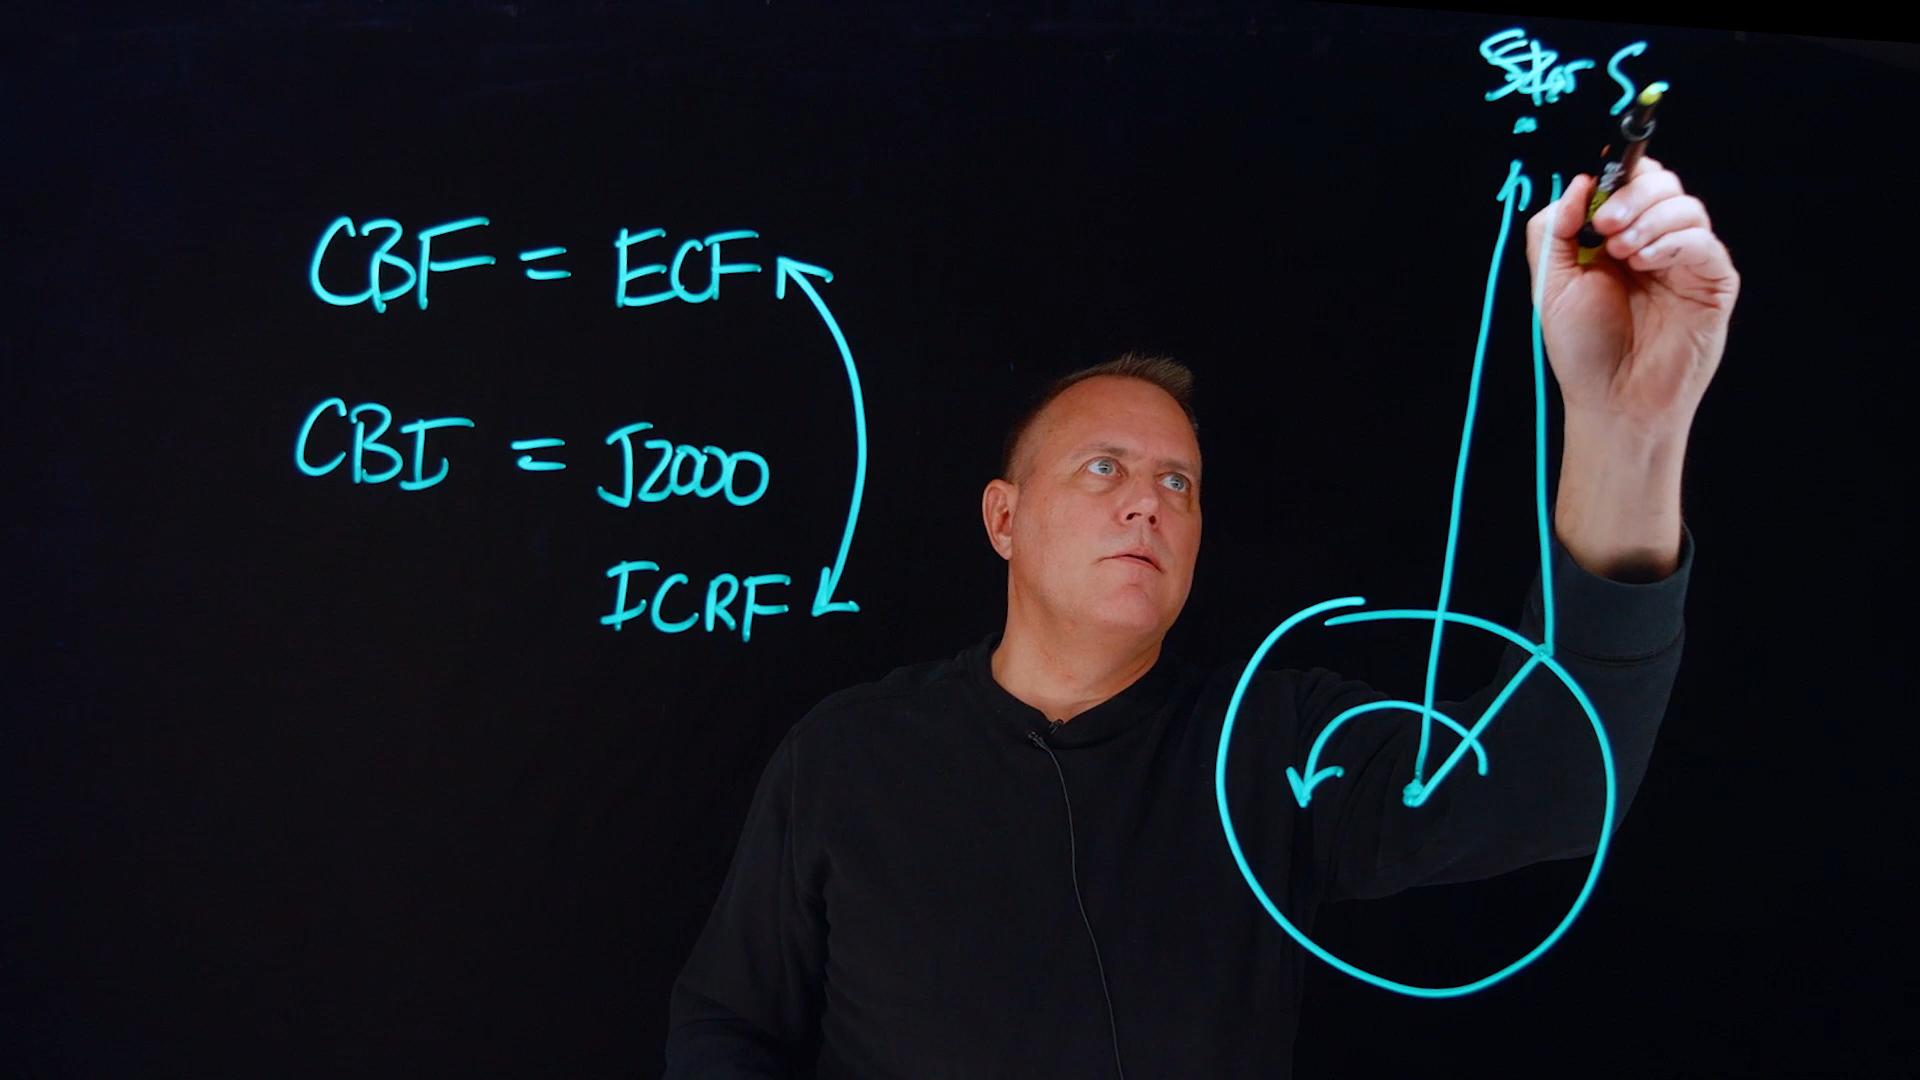 CBF = ECF
CBI = J2000
ICRF
S